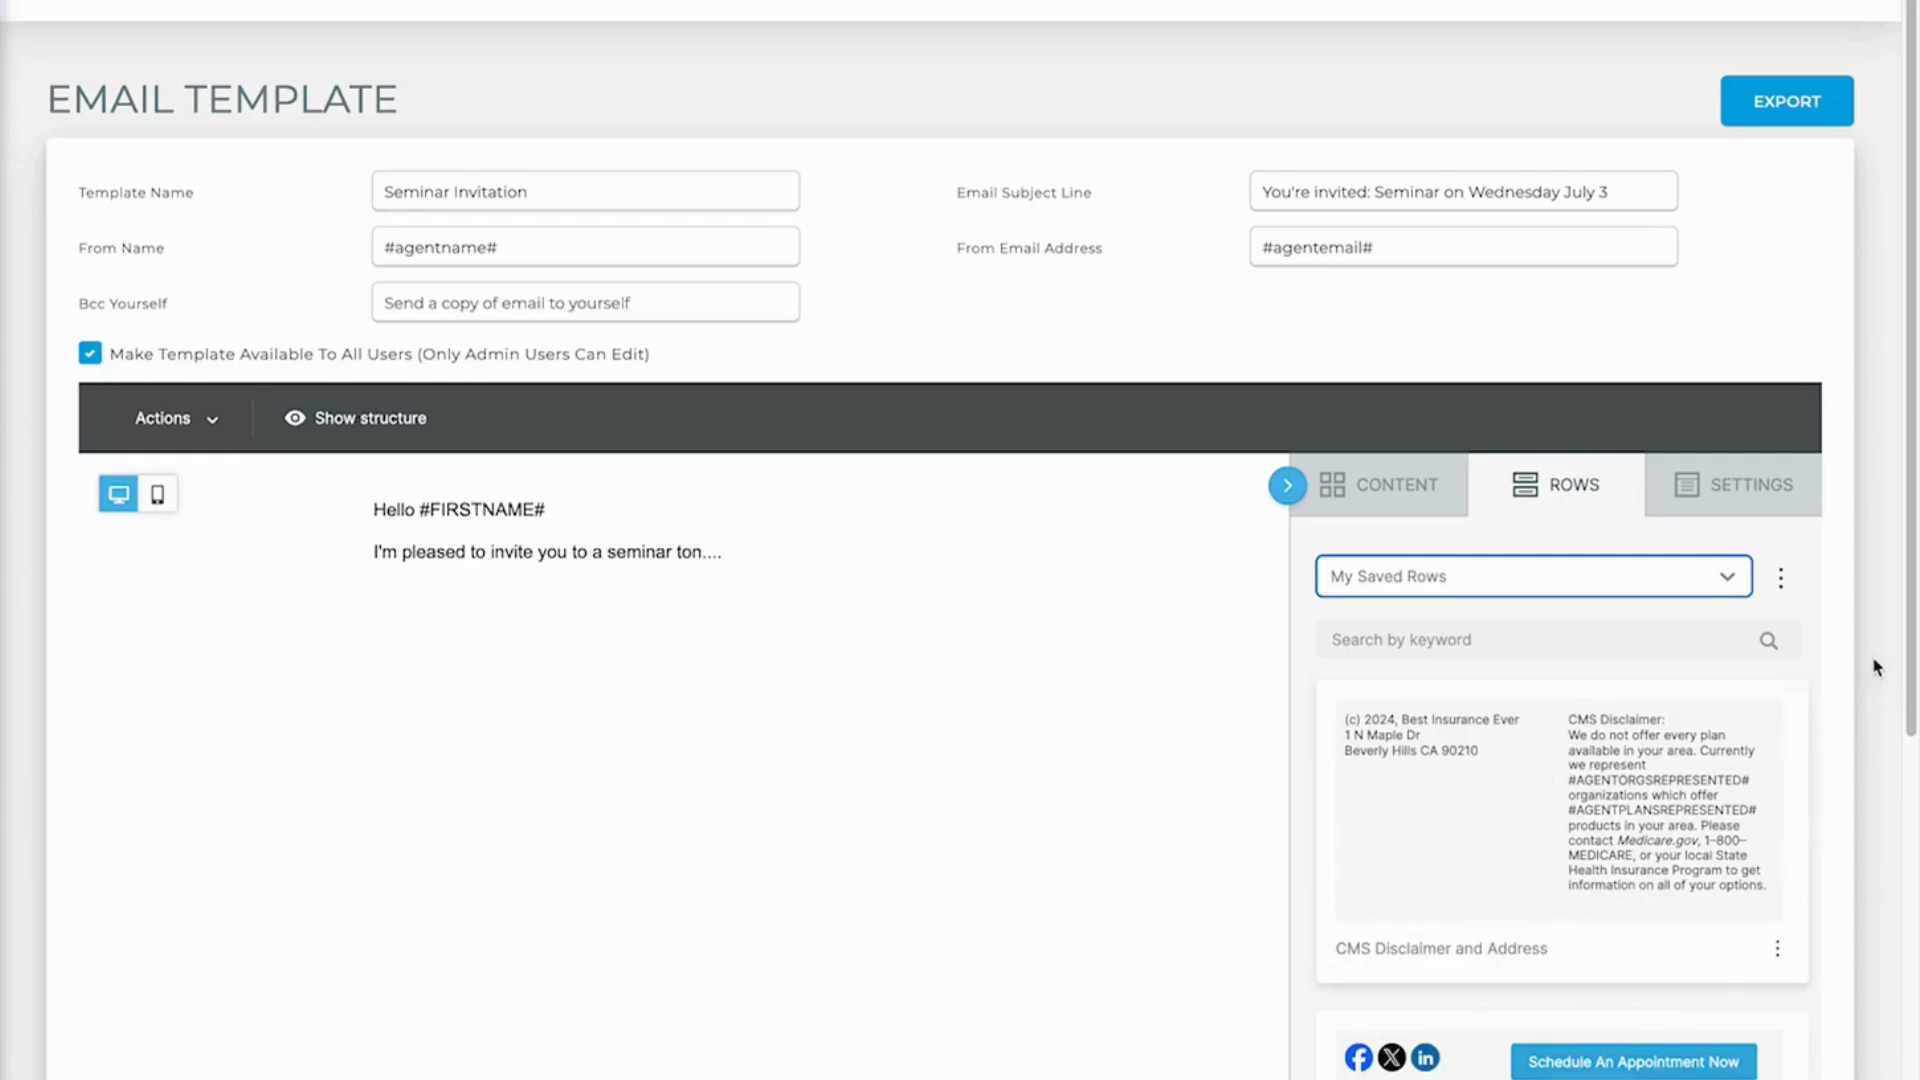 EMAIL TEMPLATE
EXPORT
Template Name
Seminar Invitation
Email Subject Line
You're invited: Seminar on Wednesday July 3
From Name
#agentname#
From Email Address
#agentemail#
Bcc Yourself
Send a copy of email to yourself
Make Template Available To All Users (Only Admin Users Can Edit)
Actions
Show structure
CONTENT
ROWS
SETTINGS
Hello #FIRSTNAME#
I'm pleased to invite you to a seminar ton....
My Saved Rows
Search by keyword
(c) 2024, Best Insurance Ever
1 N Maple Dr
Beverly Hills CA 90210
CMS Disclaimer:
We do not offer every plan
available in your area. Currently
we represent
#AGENTORGSREPRESENTED#
organizations which offer
#AGENTPLANSREPRESENTED#
products in your area. Please
contact Medicare.gov, 1-800-
MEDICARE, or your local State
Health Insurance Program to get
information on all of your options.
CMS Disclaimer and Address
Schedule An Appointment Now